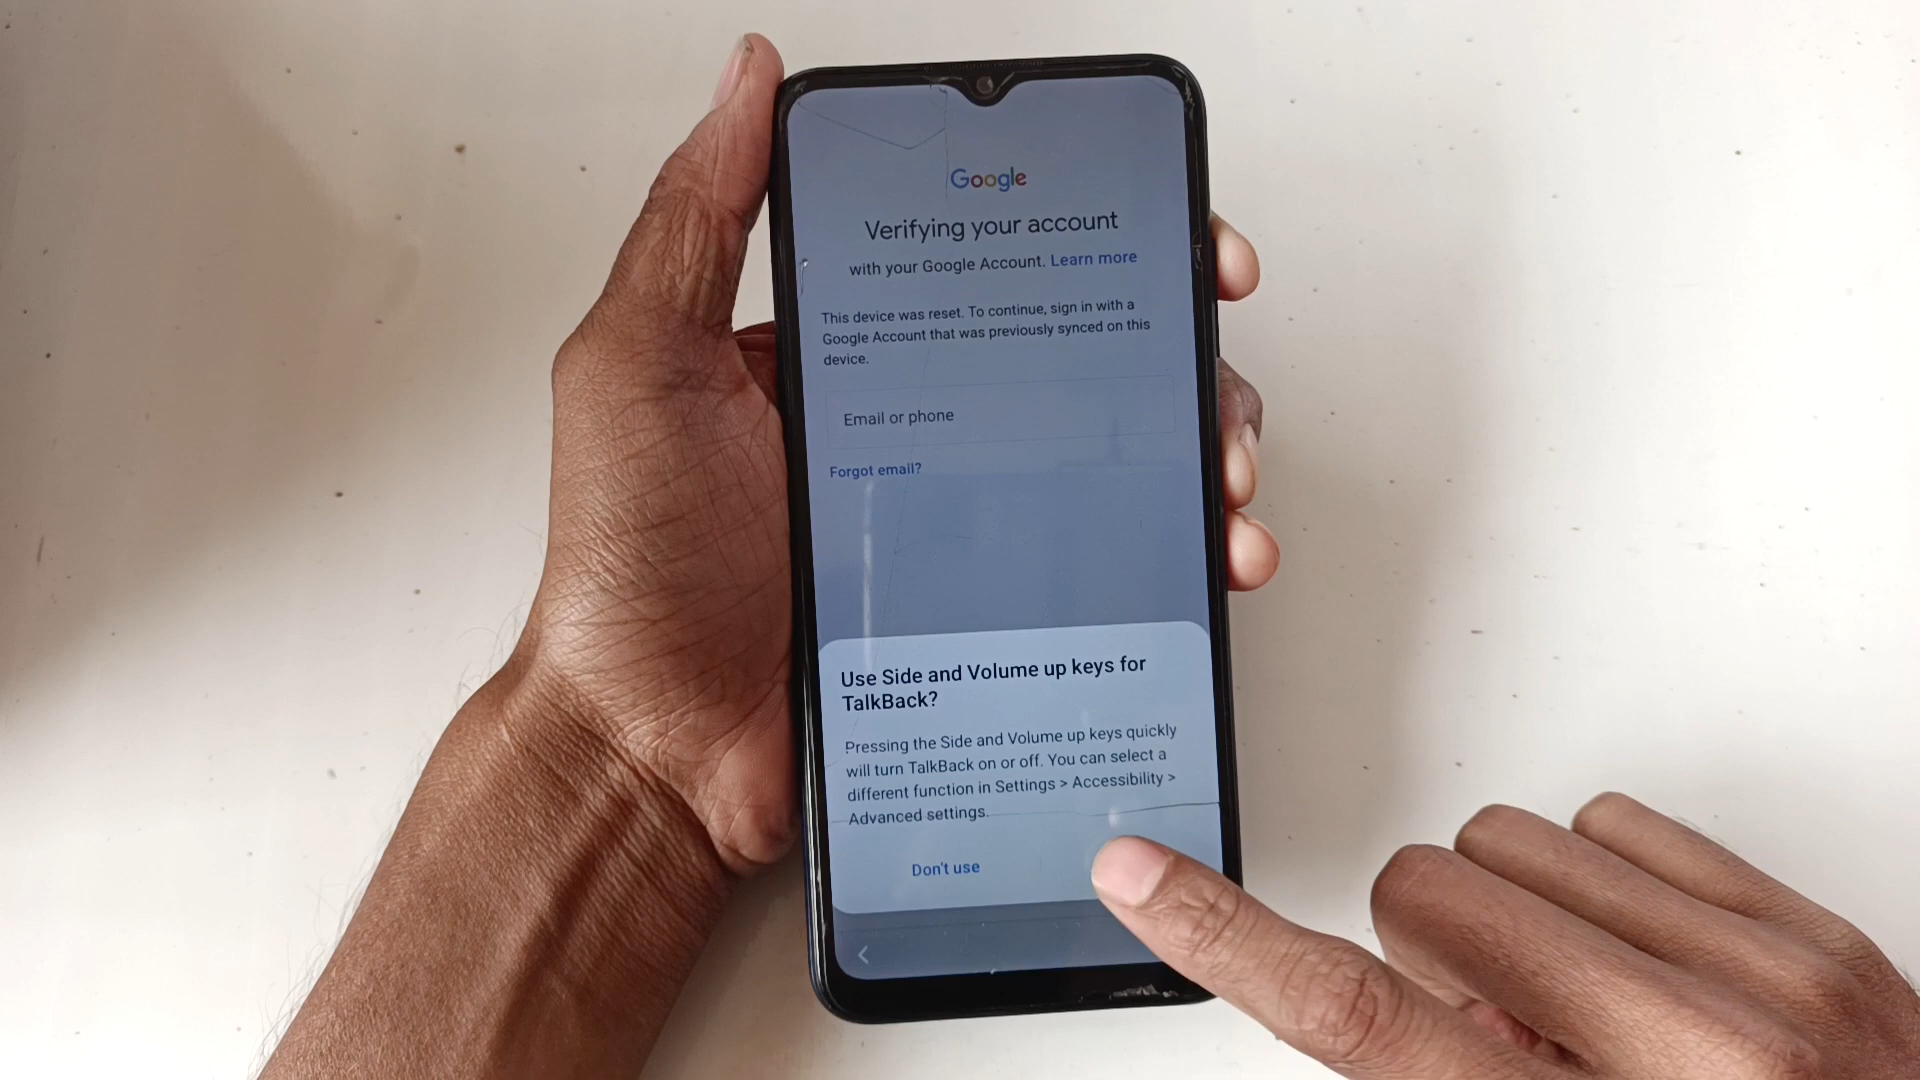 Google
Verifying your account
with your Google Account. Learn more
This device was reset. To continue, sign in with a
Google Account that was previously synced on this
device.
Email or phone
Forgot email?
Use Side and Volume up keys for
TalkBack?
Pressing the Side and Volume up keys quickly
will turn TalkBack on or off. You can select a
different function in Settings > Accessibility >
Advanced settings.
Don't use